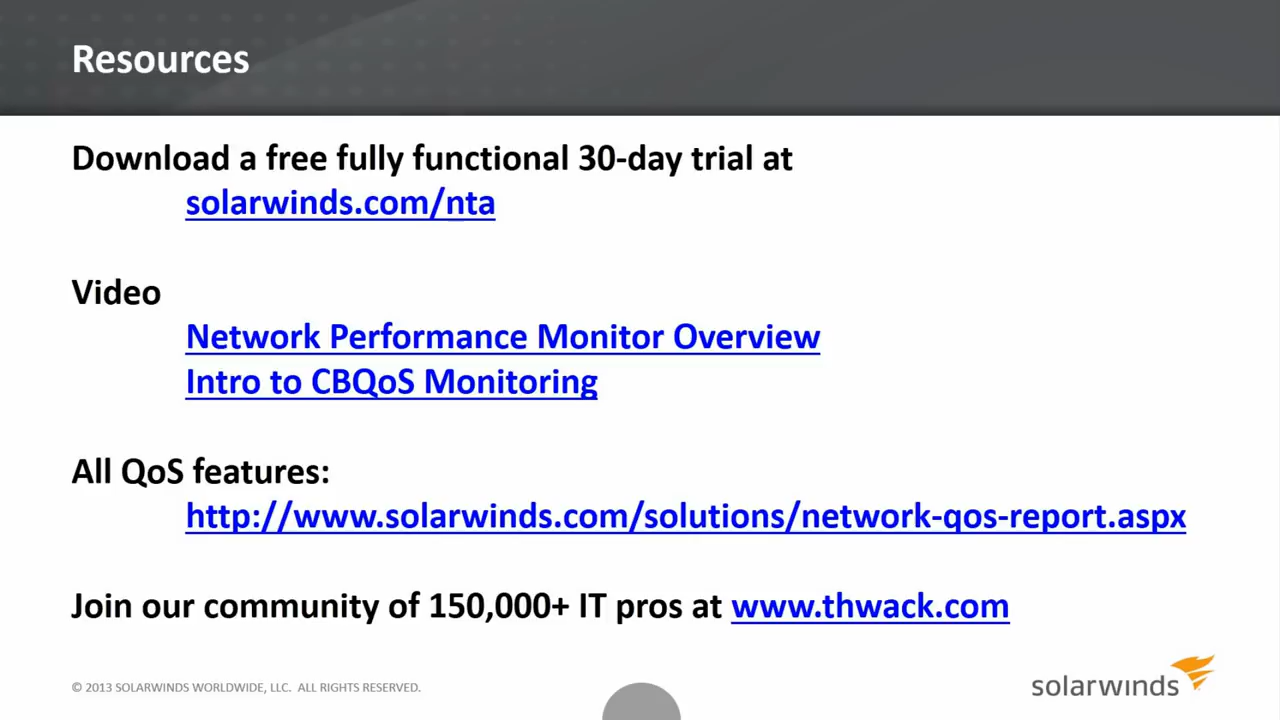 Resources
Download a free fully functional 30-day trial at
solarwinds.com/nta
Video
Network Performance Monitor Overview
Intro to CBQoS Monitoring
All QoS features:
http://www.solarwinds.com/solutions/network-qos-report.aspx
Join our community of 150,000+ IT pros at www.thwack.com
© 2013 SOLARWINDS WORLDWIDE, LLC. ALL RIGHTS RESERVED.
solarwinds